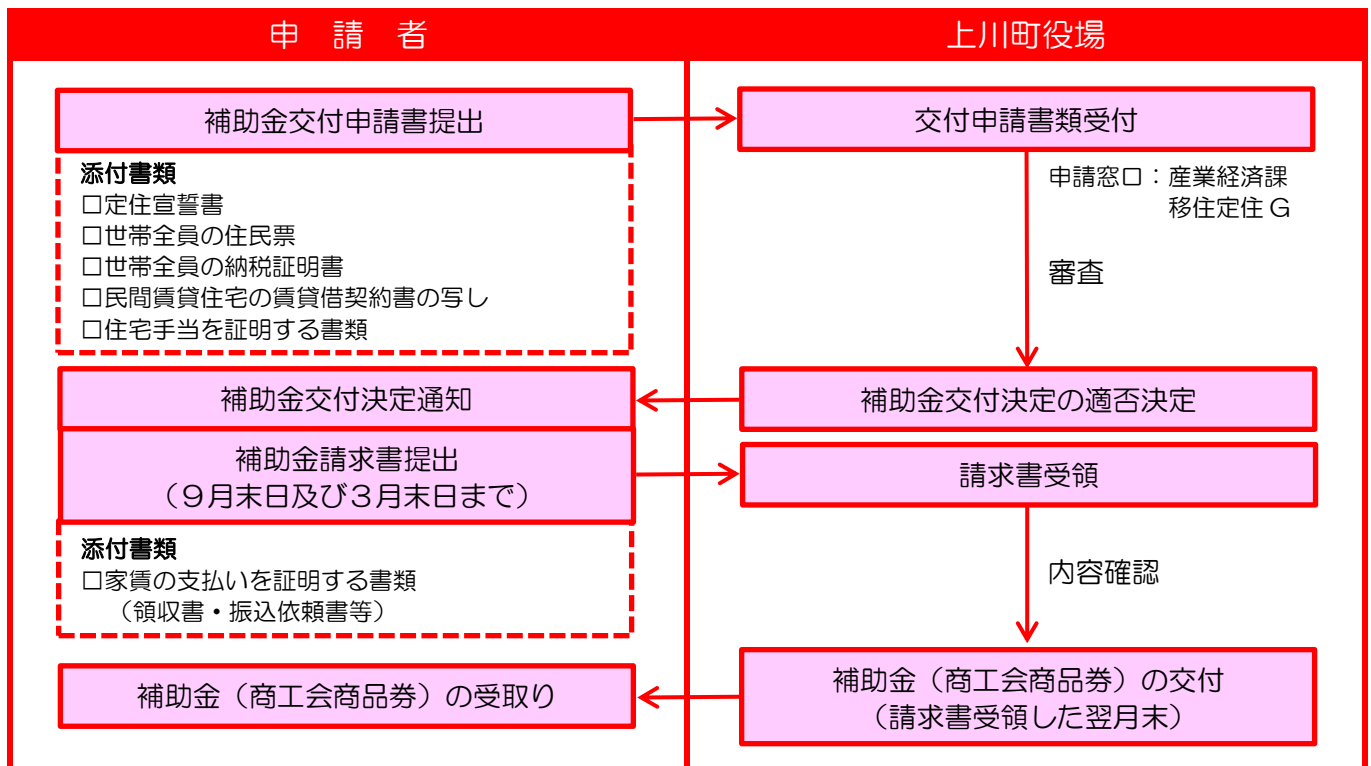 申 請 者
上川町役場
補助金交付申請書提出
交付申請書類受付
添付書類
□定住宣誓書
□世帯全員の住民票
□世帯全員の納税証明書
□民間賃貸住宅の賃貸借契約書の写し
□住宅手当を証明する書類
申請窓口：産業経済課
移住定住G
審査
補助金交付決定通知
補助金交付決定の適否決定
補助金請求書提出
（９月末日及び３月末日まで）
請求書受領
添付書類
□家賃の支払いを証明する書類
（領収書・振込依頼書等）
内容確認
補助金（商工会商品券）の受取り
補助金（商工会商品券）の交付
（請求書受領した翌月末）